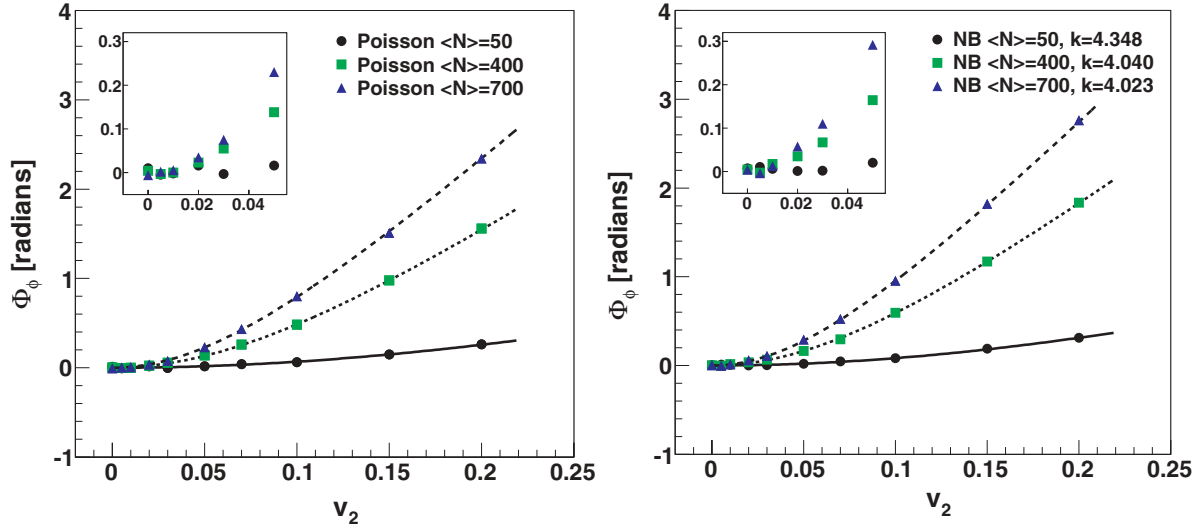 4
3
2
1
0
-1
Φϕ [radians]
0.3
0.2
0.1
0
0 0.02 0.04
Poisson <N>=50
Poisson <N>=400
Poisson <N>=700
0 0.05 0.1 0.15 0.2 0.25
v2
4
3
2
1
0
-1
Φϕ [radians]
0.3
0.2
0.1
0
0 0.02 0.04
NB <N>=50, k=4.348
NB <N>=400, k=4.040
NB <N>=700, k=4.023
0 0.05 0.1 0.15 0.2 0.25
v2